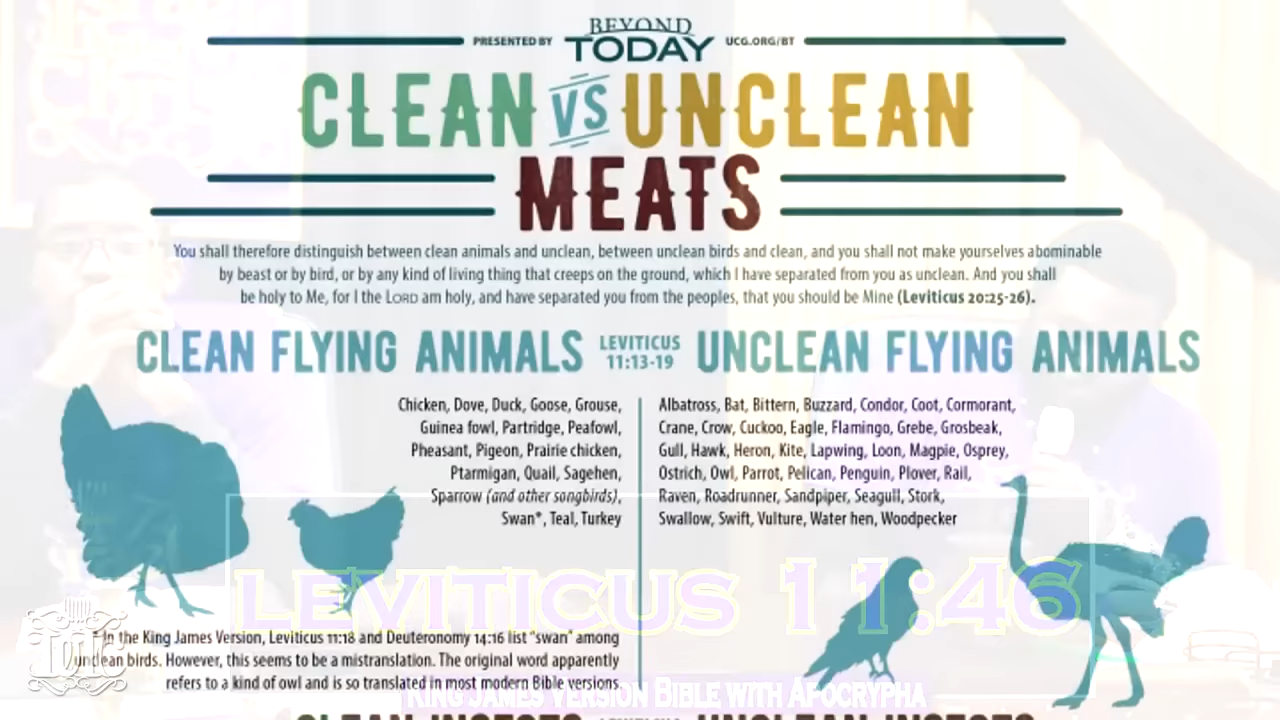 PRESENTED BY BEYOND TODAY UCG.ORG/BT
CLEAN VS UNCLEAN
MEATS
You shall therefore distinguish between clean animals and unclean, between unclean birds and clean, and you shall not make yourselves abominable
by beast or by bird, or by any kind of living thing that creeps on the ground, which I have separated from you as unclean. And you shall
be holy to Me, for I the LORD am holy, and have separated you from the peoples, that you should be Mine (Leviticus 20:25-26).
CLEAN FLYING ANIMALS LEVITICUS 11:13-19 UNCLEAN FLYING ANIMALS
Chicken, Dove, Duck, Goose, Grouse,
Guinea fowl, Partridge, Peafowl,
Pheasant, Pigeon, Prairie chicken,
Ptarmigan, Quail, Sagehen,
Sparrow (and other songbirds),
Swan*, Teal, Turkey
Albatross, Bat, Bittern, Buzzard, Condor, Coot, Cormorant,
Crane, Crow, Cuckoo, Eagle, Flamingo, Grebe, Grosbeak,
Gull, Hawk, Heron, Kite, Lapwing, Loon, Magpie, Osprey,
Ostrich, Owl, Parrot, Pelican, Penguin, Plover, Rail,
Raven, Roadrunner, Sandpiper, Seagull, Stork,
Swallow, Swift, Vulture, Water hen, Woodpecker
LEVITICUS 11:46
* In the King James Version, Leviticus 11:18 and Deuteronomy 14:16 list "swan" among
unclean birds. However, this seems to be a mistranslation. The original word apparently
refers to a kind of owl and is so translated in most modern Bible versions.
King James Version Bible with Apocrypha
CLEAN INSECTS UNCLEAN INSECTS